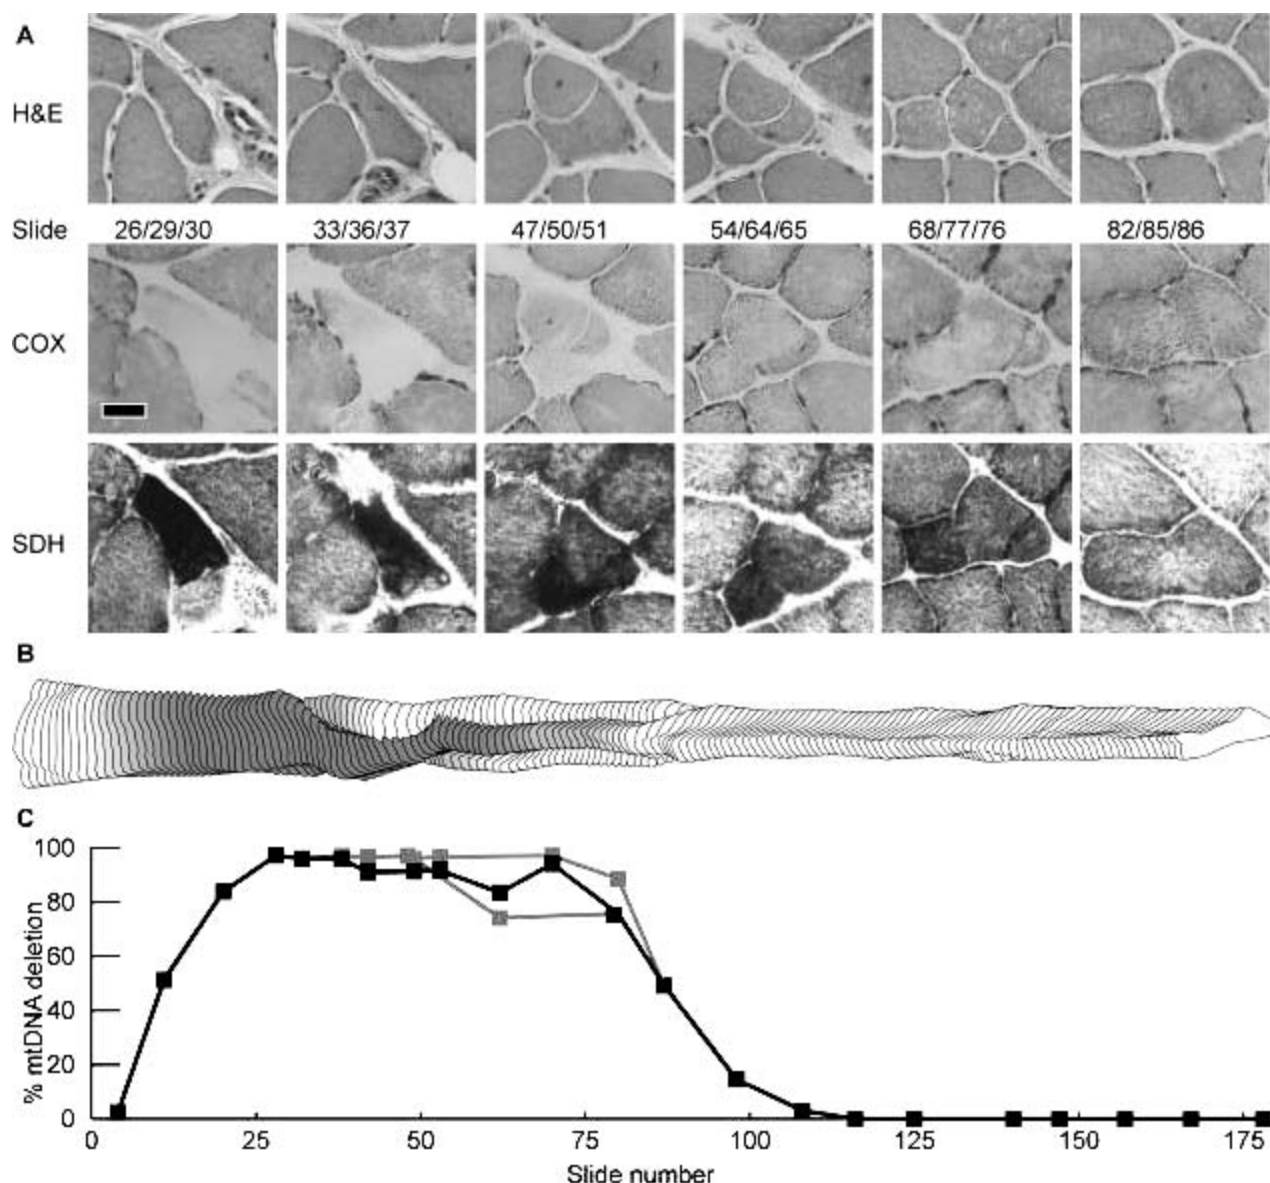 A
H&E
Slide 26/29/30 33/36/37 47/50/51 54/64/65 68/77/76 82/85/86
COX
SDH
B
C
% mtDNA deletion
100
80
60
40
20
0
0 25 50 75 100 125 150 175
Slide number